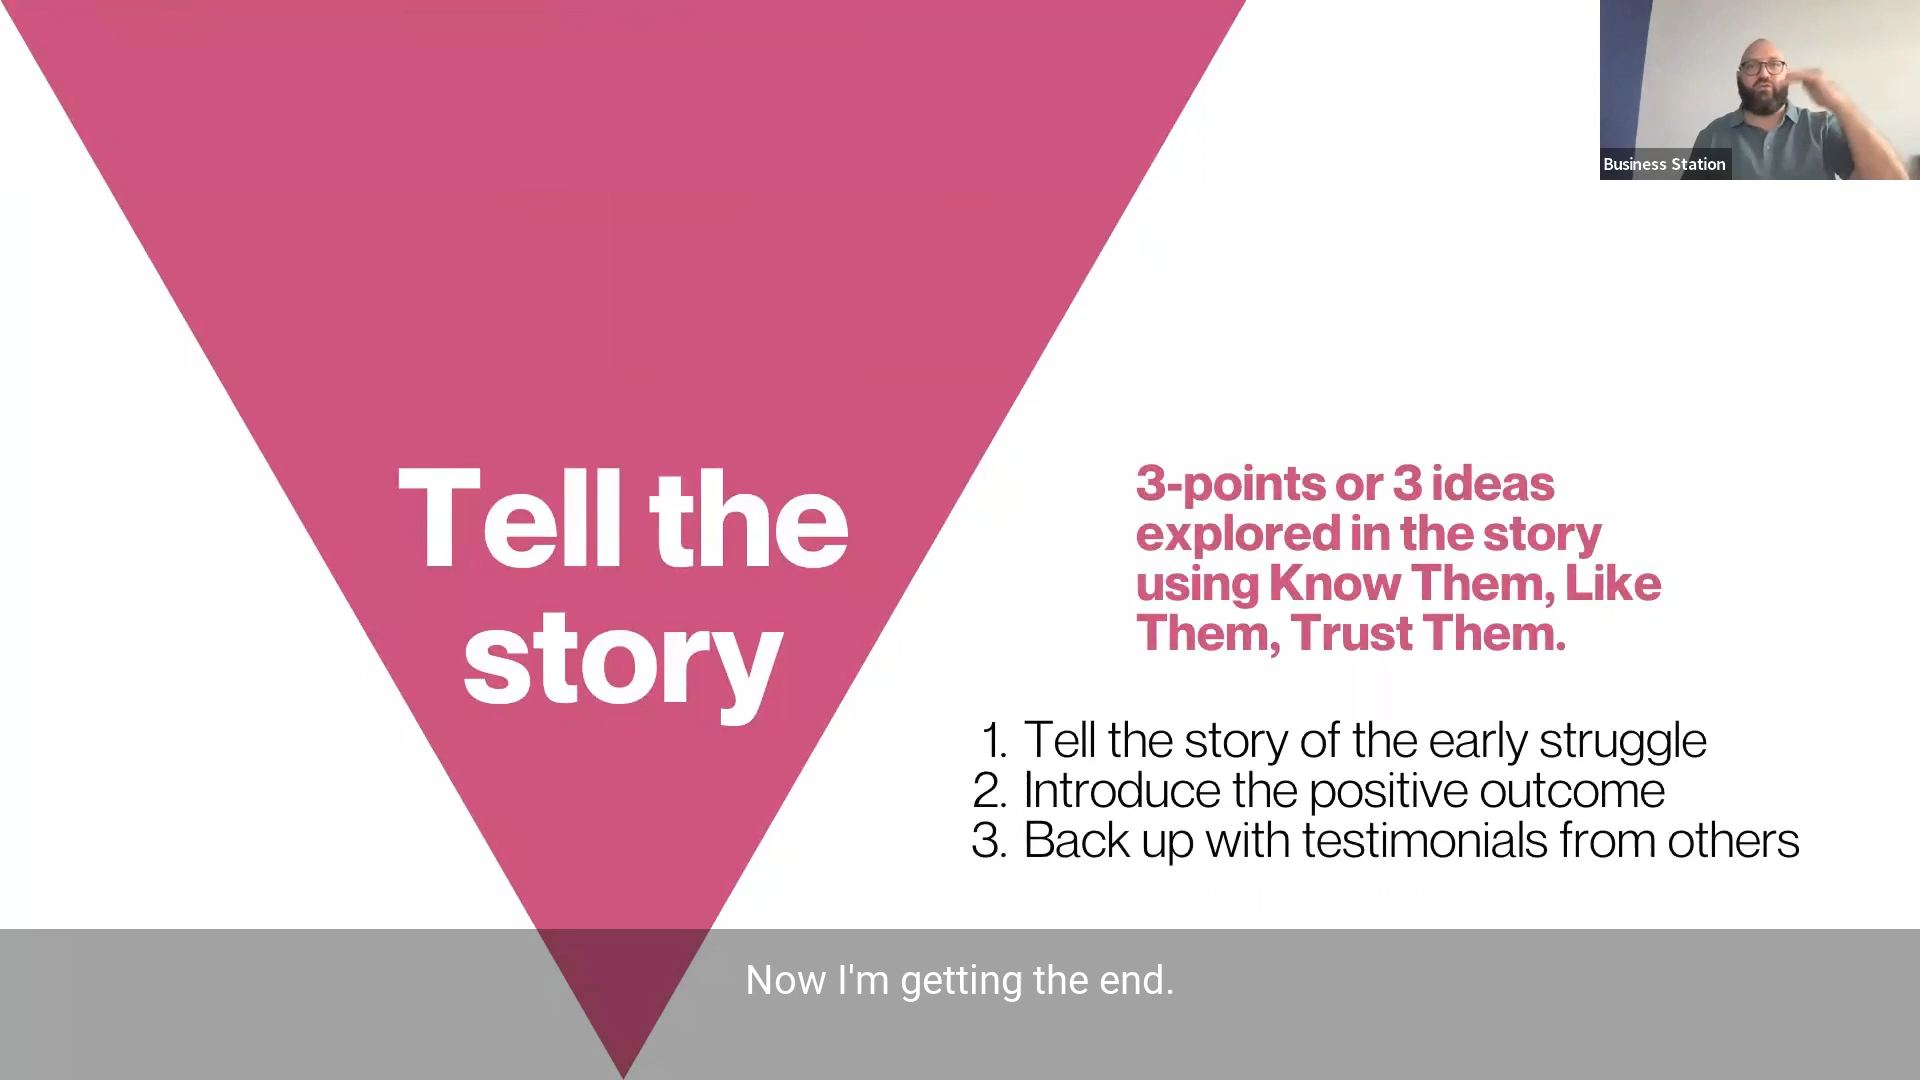 Business Station
Tell the
story
3-points or 3 ideas
explored in the story
using Know Them, Like
Them, Trust Them.
1. Tell the story of the early struggle
2. Introduce the positive outcome
3. Back up with testimonials from others
Now I'm getting the end.